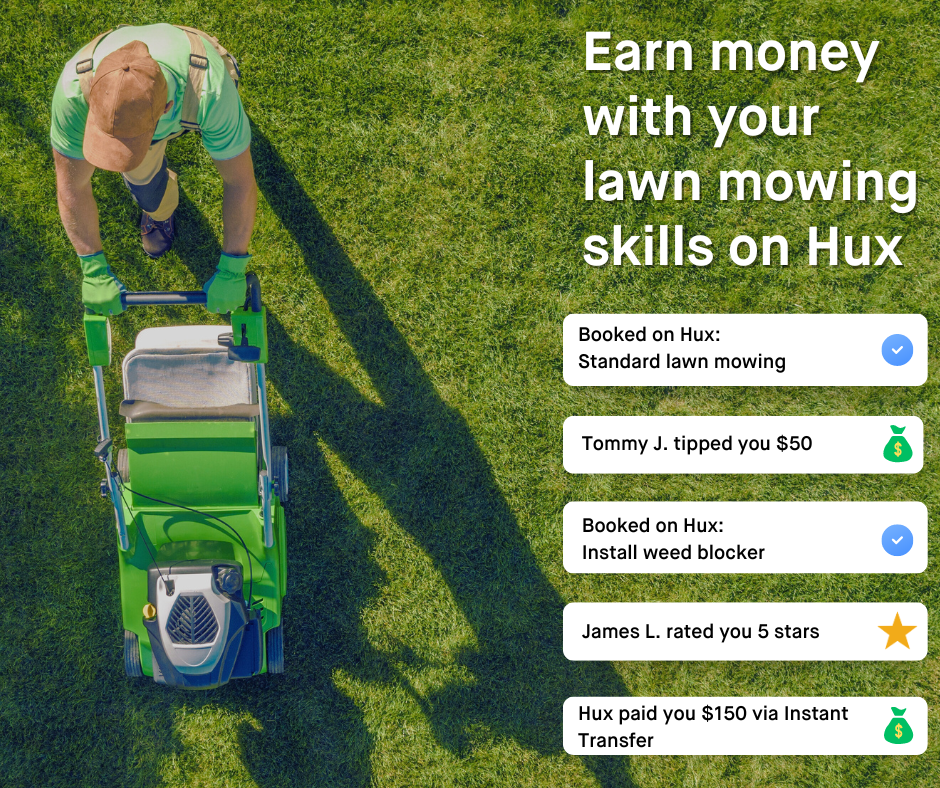 Earn money
with your
lawn mowing
skills on Hux
Booked on Hux:
Standard lawn mowing
Tommy J. tipped you $50
Booked on Hux:
Install weed blocker
James L. rated you 5 stars
Hux paid you $150 via Instant
Transfer